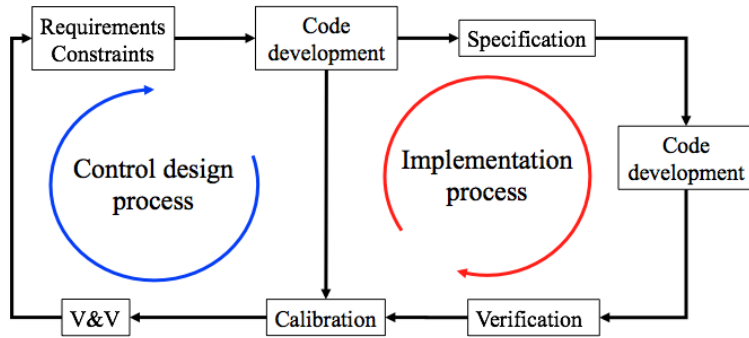 Requirements
Constraints
Code
development
Specification
Control design
process
Implementation
process
Code
development
V&V
Calibration
Verification